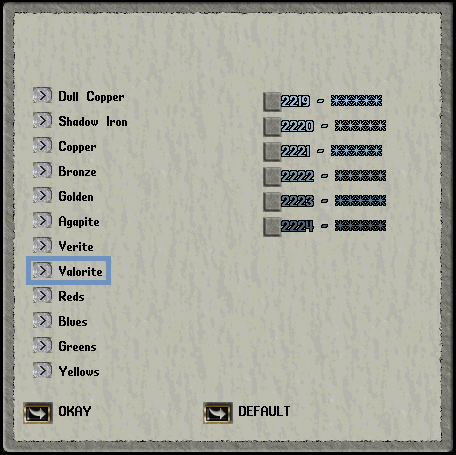 Dull Copper
Shadow Iron
Copper
Bronze
Golden
Agapite
Verite
Valorite
Reds
Blues
Greens
Yellows
2219 - ******
2220 - ******
2221 - ******
2222 - ******
2223 - ******
2224 - ******
OKAY
DEFAULT